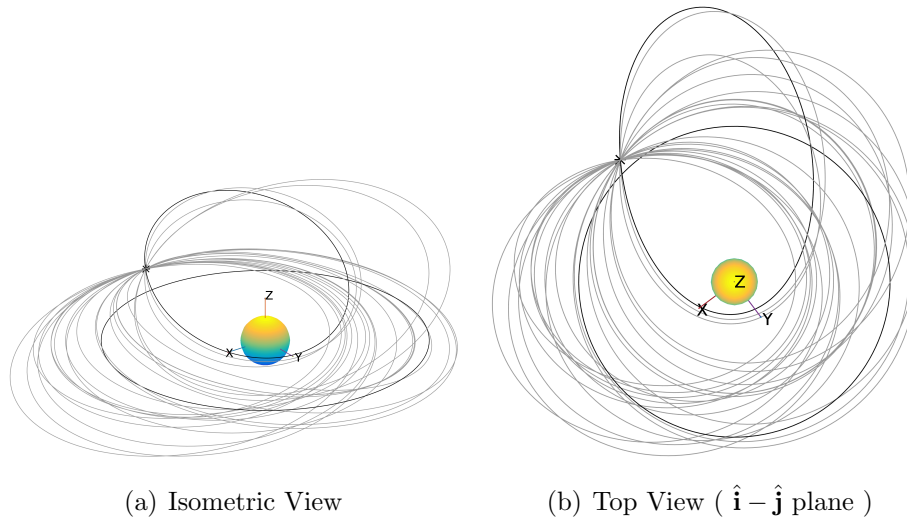 Z
X
Y
Z
X
Y
(a) Isometric View
(b) Top View ( î − ĵ plane )